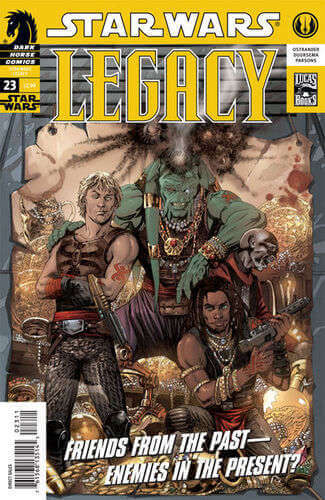 STAR WARS
LEGACY
DARK
HORSE
COMICS
23
STAR
WARS
OSTRANDER
DUURSEMA
PARSONS
LUCAS
BOOKS
FRIENDS FROM THE PAST—
ENEMIES IN THE PRESENT?
02311
DIRECT SALES